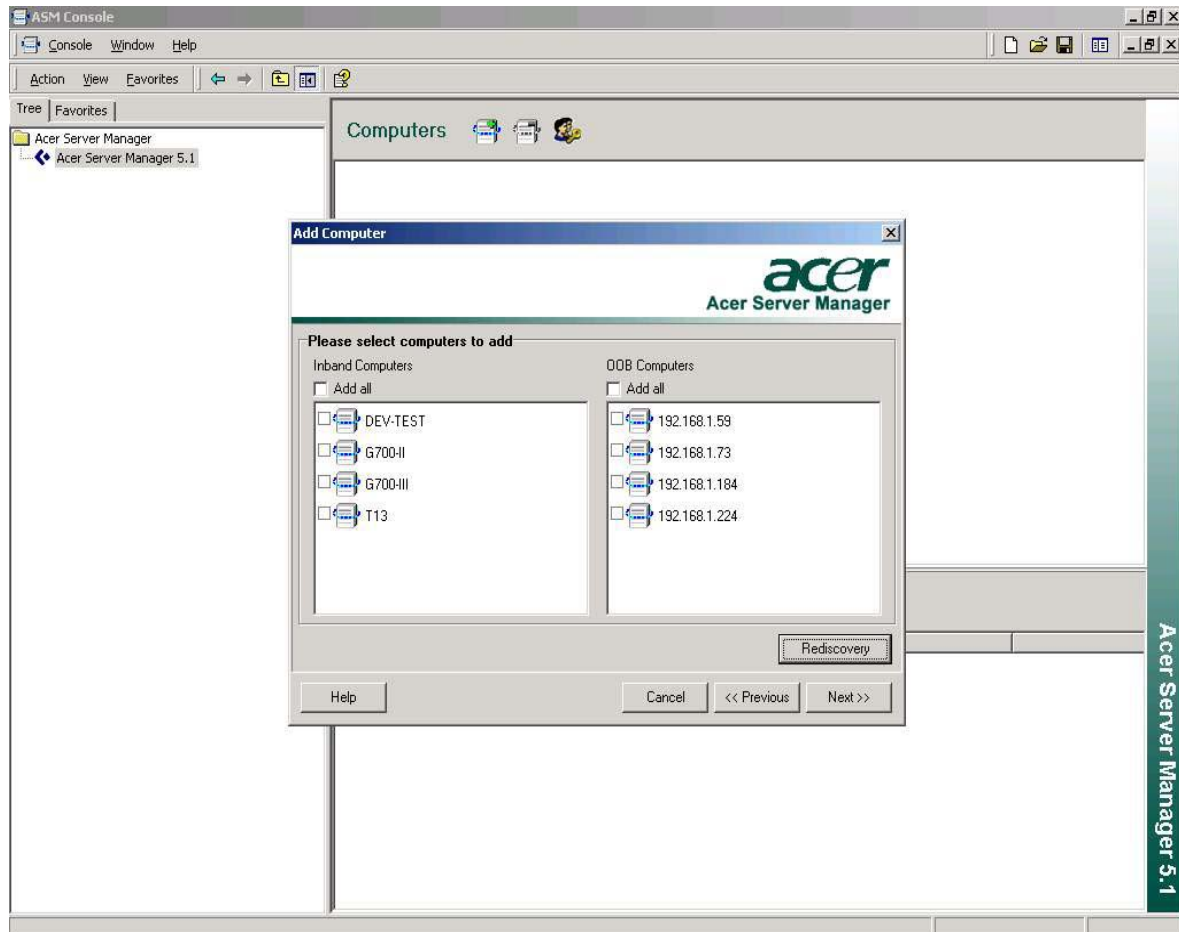 ASM Console
Console Window Help
Action View Favorites
Tree Favorites
Acer Server Manager
Acer Server Manager 5.1
Computers
Add Computer
acer
Acer Server Manager
Please select computers to add
Inband Computers
OOB Computers
Add all
Add all
DEV-TEST
192.168.1.59
G700-II
192.168.1.73
G700-III
192.168.1.184
T13
192.168.1.224
Rediscovery
Help
Cancel
<< Previous
Next >>
Acer Server Manager 5.1